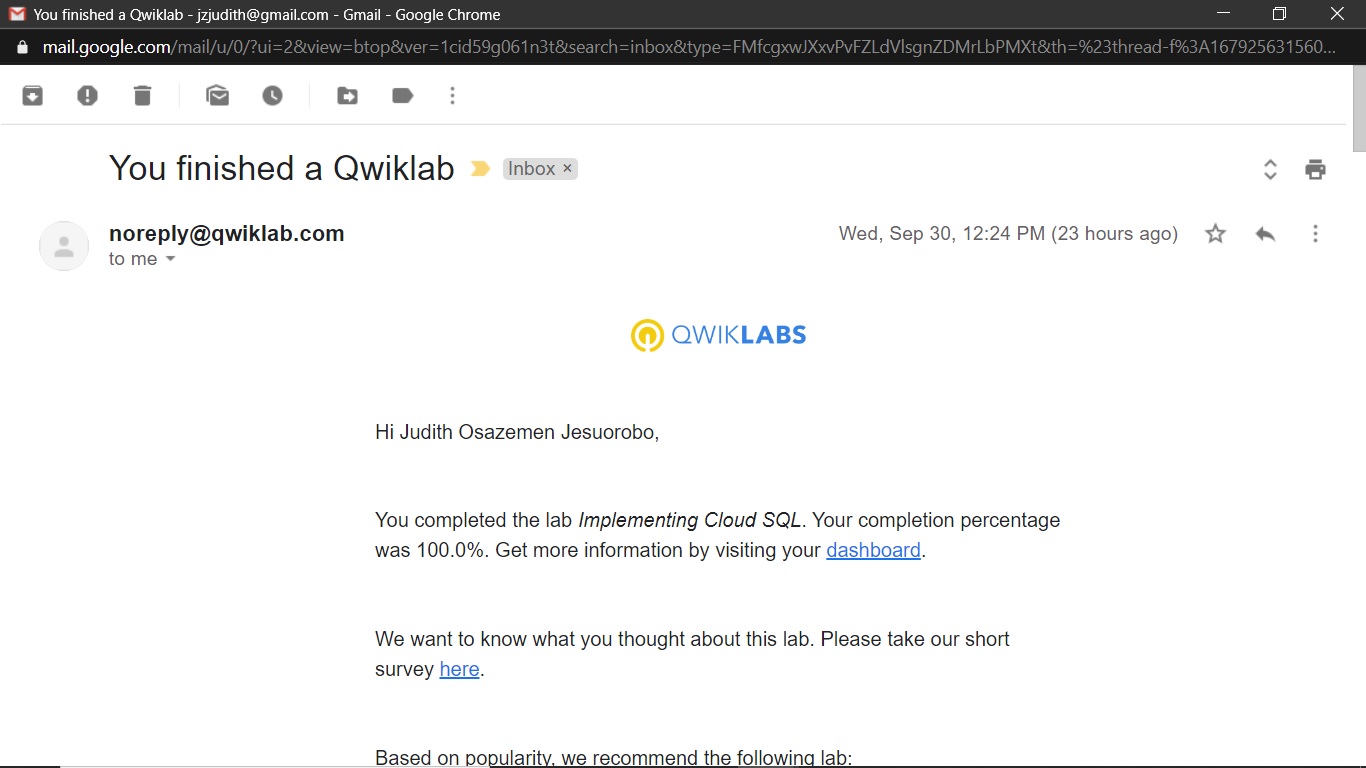 You finished a Qwiklab - jzjudith@gmail.com - Gmail - Google Chrome
mail.google.com/mail/u/0/?ui=2&view=btop&ver=1cid59g061n3t&search=inbox&type=FMfcgxwJXxvPvFZLdVlsgnZDMrLbPMXt&th=%23thread-f%3A167925631560...
You finished a Qwiklab Inbox ×
noreply@qwiklab.com Wed, Sep 30, 12:24 PM (23 hours ago)
to me
QWIKLABS
Hi Judith Osazemen Jesuorobo,
You completed the lab Implementing Cloud SQL. Your completion percentage
was 100.0%. Get more information by visiting your dashboard.
We want to know what you thought about this lab. Please take our short
survey here.
Based on popularity, we recommend the following lab: